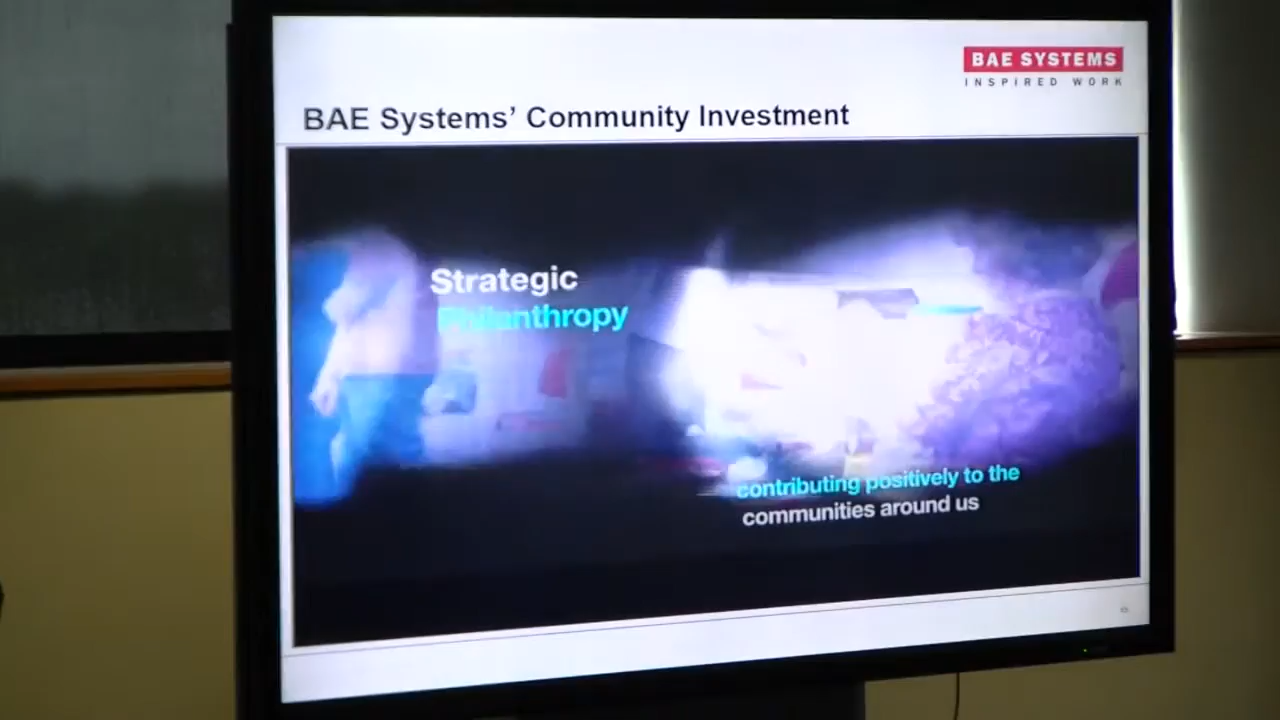 BAE SYSTEMS
INSPIRED WORK
BAE Systems' Community Investment
Strategic
Philanthropy
contributing positively to the
communities around us